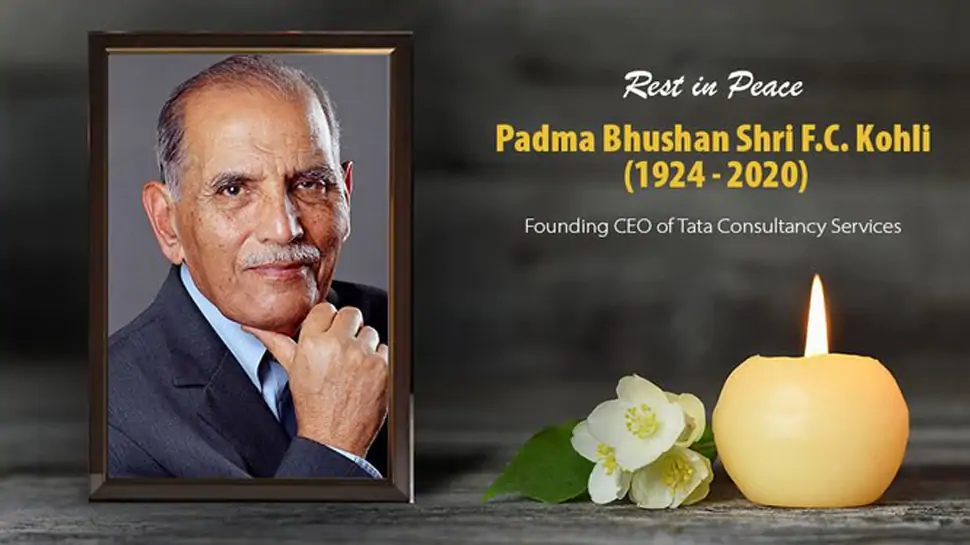 Rest in Peace
Padma Bhushan Shri F.C. Kohli
(1924 - 2020)
Founding CEO of Tata Consultancy Services